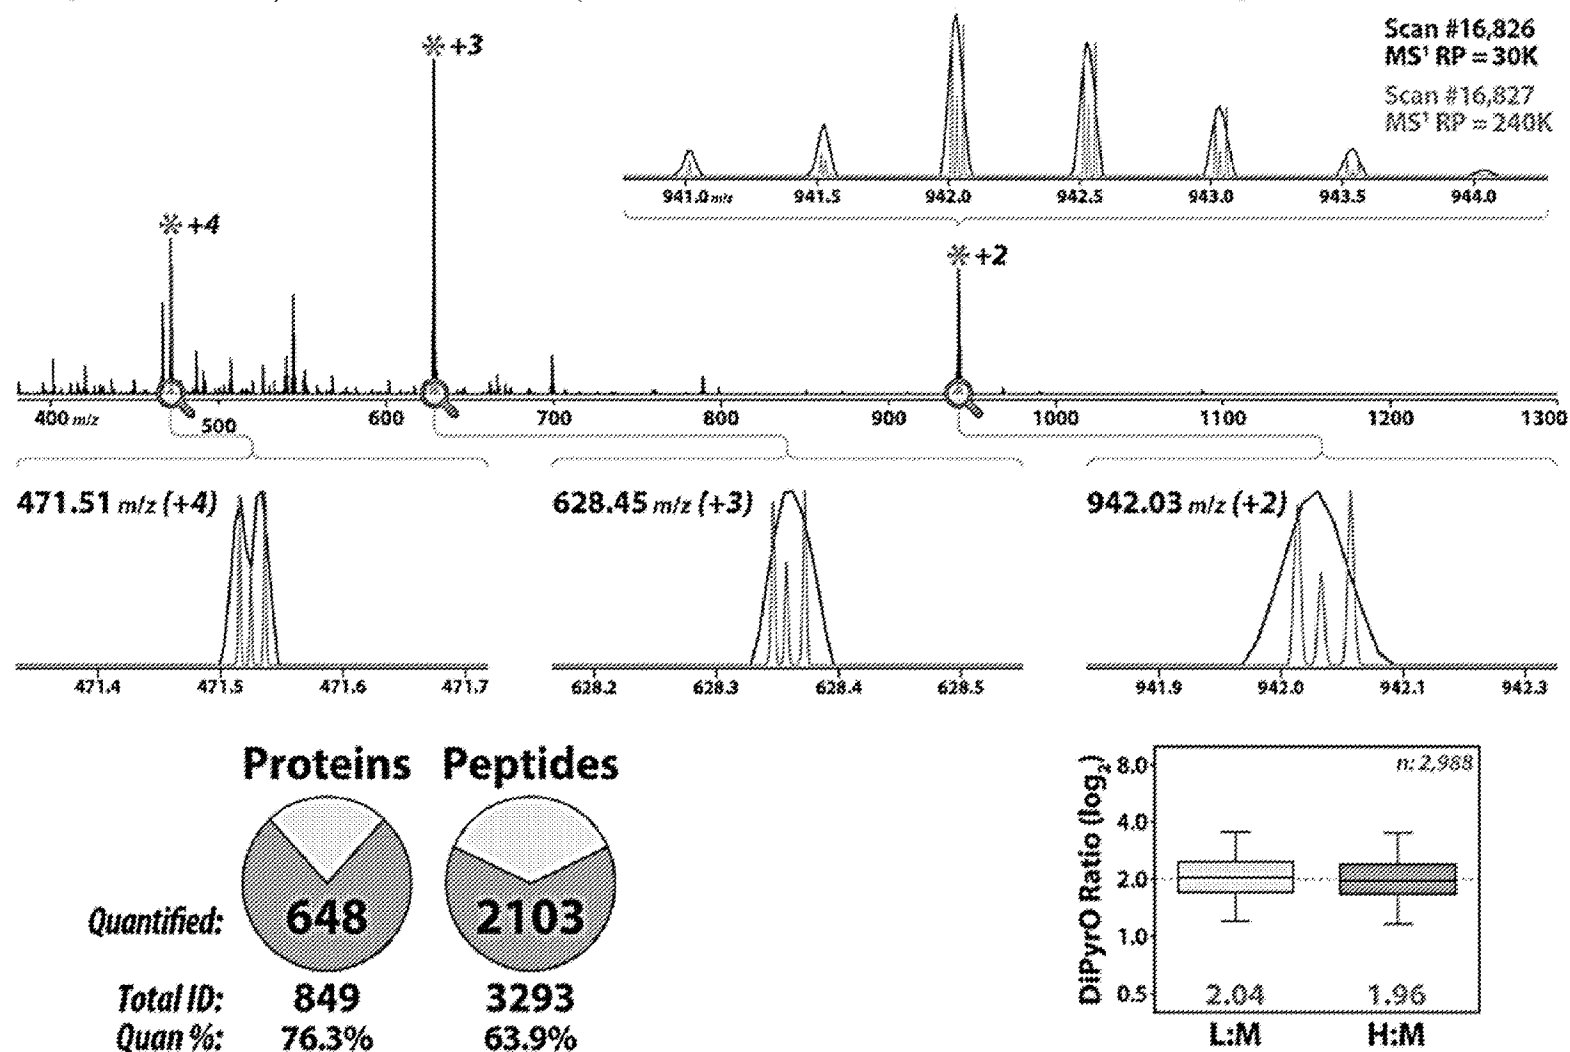 Scan #16,826
MS¹ RP = 30K
Scan #16,827
MS¹ RP = 240K
✲ +3
941.0 m/z 941.5 942.0 942.5 943.0 943.5 944.0
✲ +4
✲ +2
400 m/z 500 600 700 800 900 1000 1100 1200 1300
471.51 m/z (+4)
471.4 471.5 471.6 471.7
628.45 m/z (+3)
628.2 628.3 628.4 628.5
942.03 m/z (+2)
941.9 942.0 942.1 942.3
Proteins Peptides
Quantified: 648 2103
Total ID: 849 3293
Quan %: 76.3% 63.9%
DiPyrO Ratio (log₂)
8.0
4.0
2.0
1.0
0.5
n: 2,988
2.04 1.96
L:M H:M